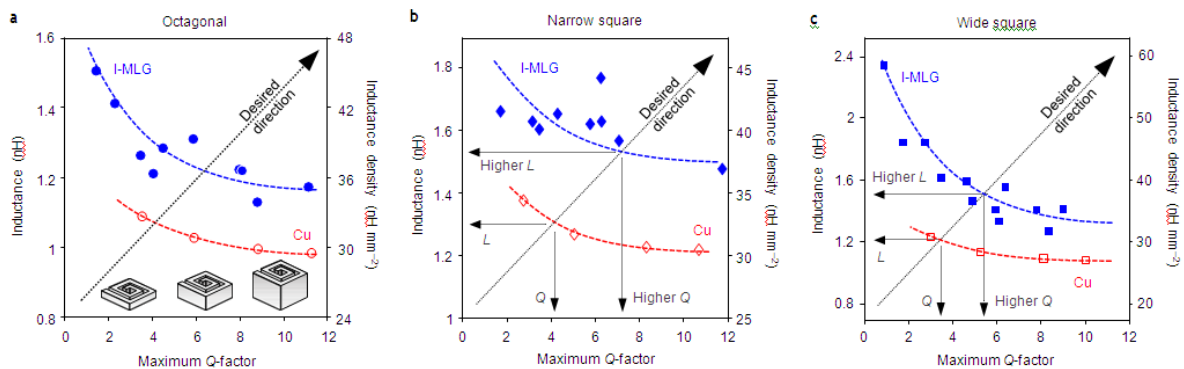 a
Octagonal
1.6
1.4
1.2
1
0.8
48
42
36
30
24
0
2
4
6
8
10
12
I-MLG
Cu
Desired
direction
Maximum Q-factor
Inductance density (nH mm−2)
b
Narrow square
2
1.8
1.6
1.4
1.2
1
45
40
35
30
25
0
2
4
6
8
10
12
I-MLG
Desired
direction
Higher L
Cu
L
Q
Higher Q
Maximum Q-factor
Inductance density (nH mm−2)
c
Wide square
2.4
2
1.6
1.2
0.8
60
50
40
30
20
0
2
4
6
8
10
12
I-MLG
Desired
direction
Higher L
L
Cu
Q
Higher Q
Maximum Q-factor
Inductance density (nH mm−2)
Inductance
Inductance
Inductance